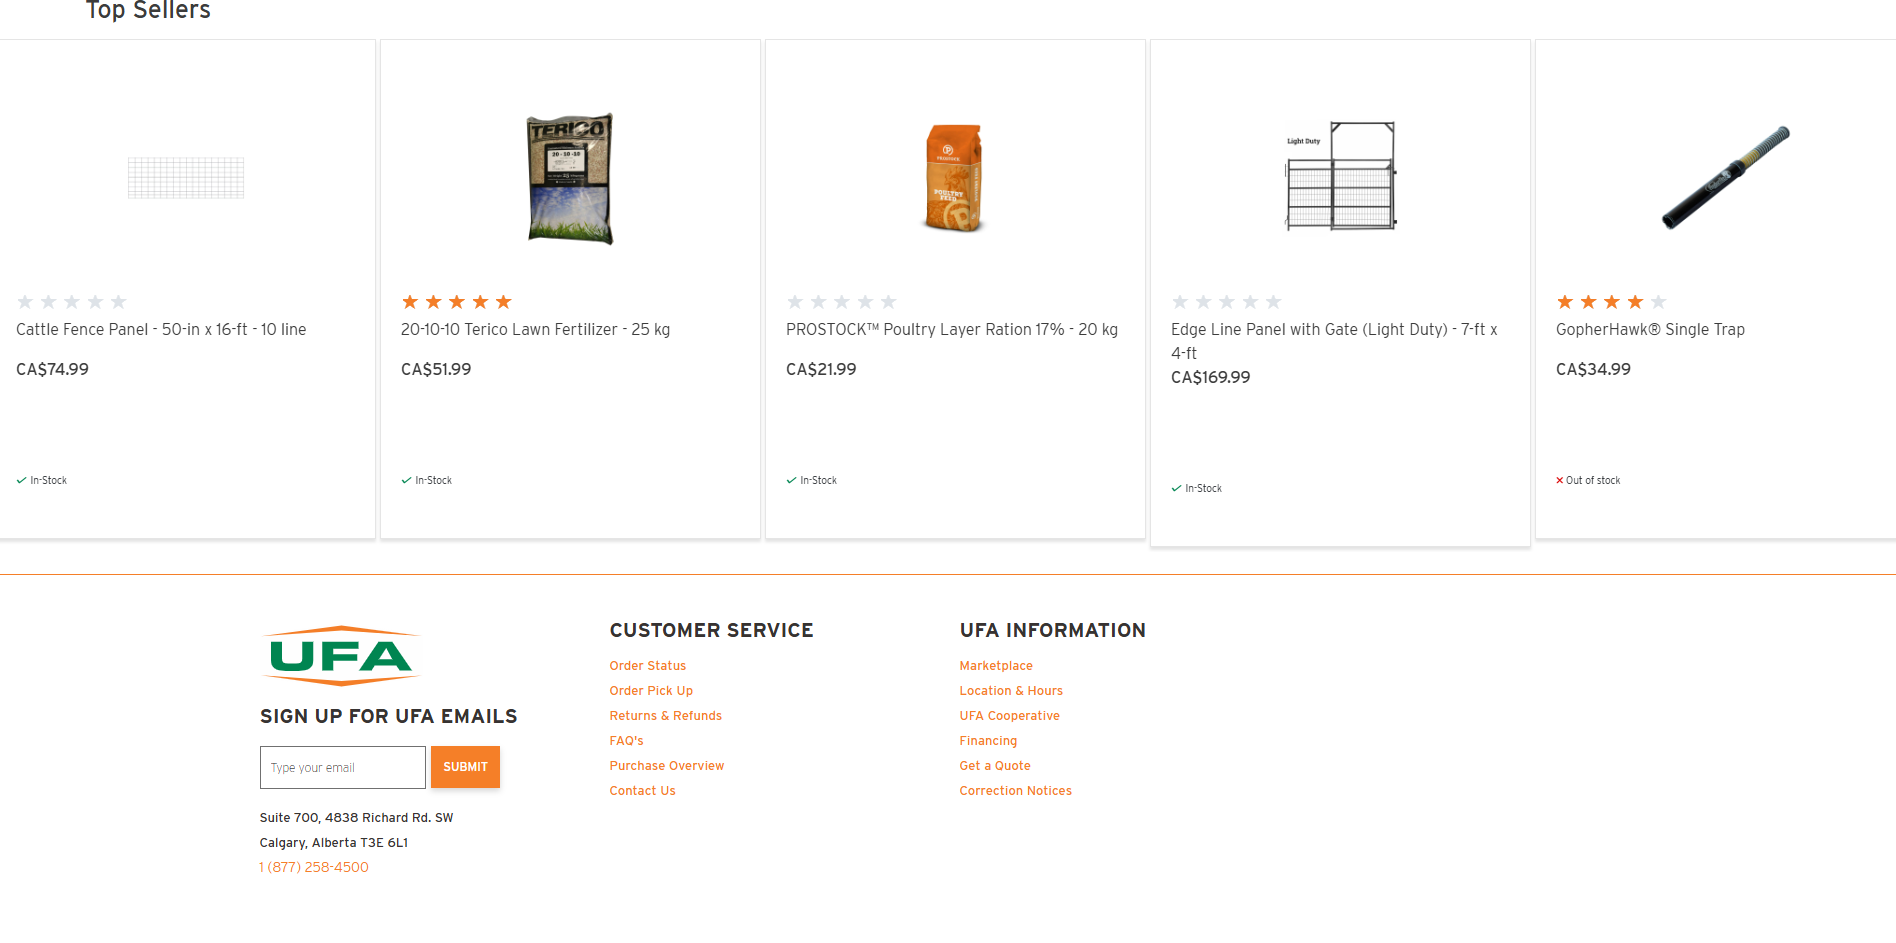 Top Sellers
TERICO
20-10-10
PROSTOCK
POULTRY
FEED
Light Duty
Cattle Fence Panel - 50-in x 16-ft - 10 line
CA$74.99
In-Stock
20-10-10 Terico Lawn Fertilizer - 25 kg
CA$51.99
In-Stock
PROSTOCK™ Poultry Layer Ration 17% - 20 kg
CA$21.99
In-Stock
Edge Line Panel with Gate (Light Duty) - 7-ft x
4-ft
CA$169.99
In-Stock
GopherHawk® Single Trap
CA$34.99
Out of stock
UFA
SIGN UP FOR UFA EMAILS
Type your email
SUBMIT
Suite 700, 4838 Richard Rd. SW
Calgary, Alberta T3E 6L1
1 (877) 258-4500
CUSTOMER SERVICE
Order Status
Order Pick Up
Returns & Refunds
FAQ's
Purchase Overview
Contact Us
UFA INFORMATION
Marketplace
Location & Hours
UFA Cooperative
Financing
Get a Quote
Correction Notices